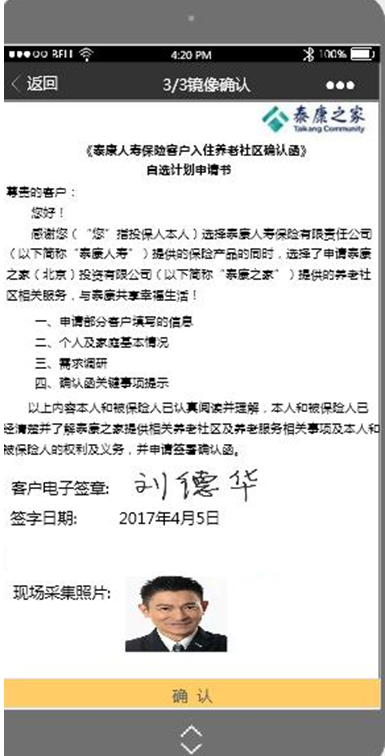 BELL 4:20 PM 100%
返回 3/3镜像确认
泰康之家
Taikang Community
《泰康人寿保险客户入住养老社区确认函》
自选计划申请书
尊贵的客户：
您好！
感谢您（“您”指投保人本人）选择泰康人寿保险有限责任公司
（以下简称“泰康人寿”）提供的保险产品的同时，选择了申请泰康
之家（北京）投资有限公司（以下简称“泰康之家”）提供的养老社
区相关服务，与泰康共享幸福生活！
一、申请部分客户填写的信息
二、个人及家庭基本情况
三、需求调研
四、确认函关键事项提示
以上内容本人和被保险人已认真阅读并理解，本人和被保险人已
经清楚并了解泰康之家提供相关养老社区及养老服务相关事项及本人和
被保险人的权利及义务，并申请签署确认函。
客户电子签章: 刘德华
签字日期: 2017年4月5日
现场采集照片:
确 认